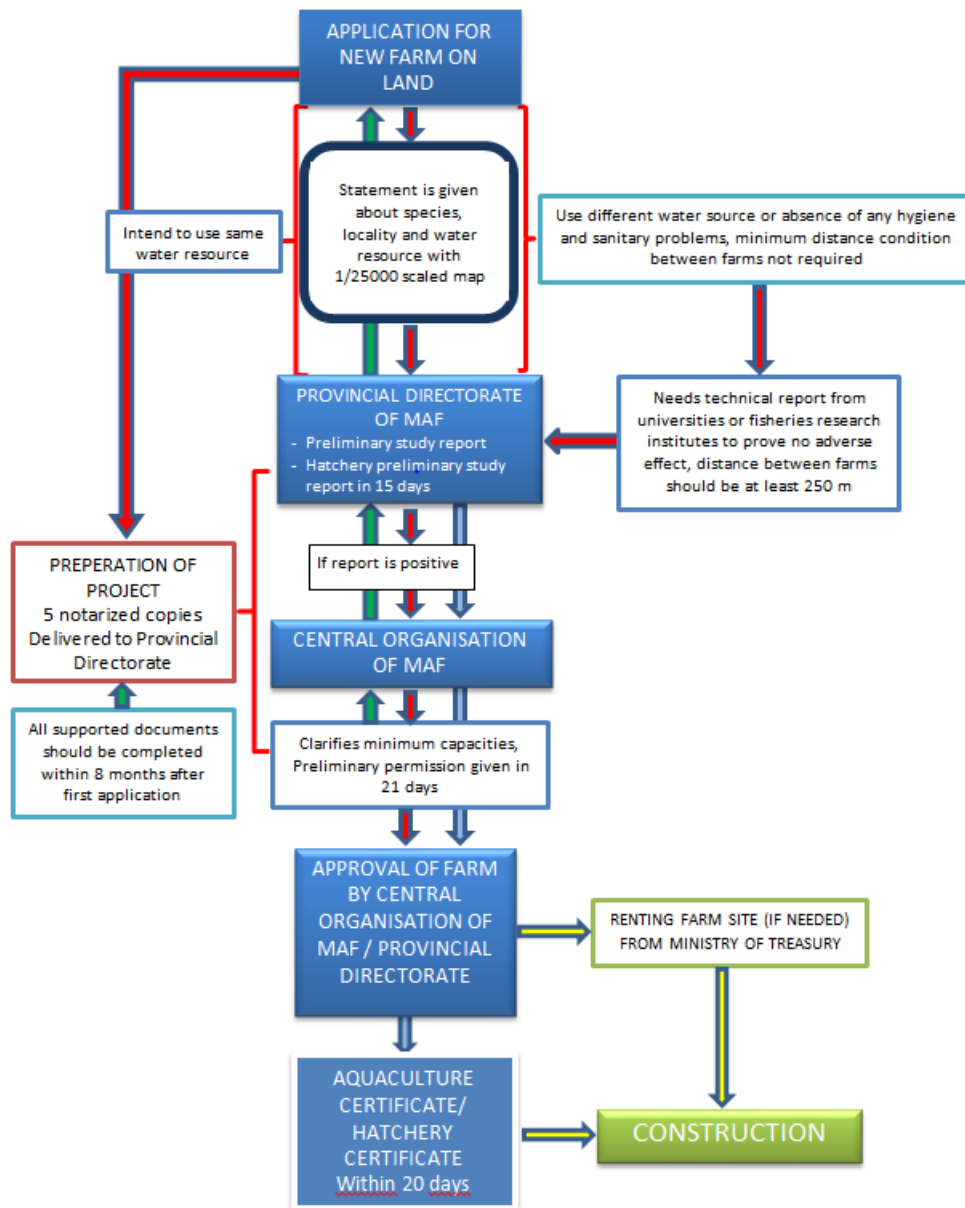 APPLICATION FOR
NEW FARM ON
LAND
Statement is given
about species,
locality and water
resource with
1/25000 scaled map
Intend to use same
water resource
Use different water source or absence of any hygiene
and sanitary problems, minimum distance condition
between farms not required
PROVINCIAL DIRECTORATE
OF MAF
- Preliminary study report
- Hatchery preliminary study
report in 15 days
Needs technical report from
universities or fisheries research
institutes to prove no adverse
effect, distance between farms
should be at least 250 m
If report is positive
PREPERATION OF
PROJECT
5 notarized copies
Delivered to Provincial
Directorate
CENTRAL ORGANISATION
OF MAF
All supported documents
should be completed
within 8 months after
first application
Clarifies minimum capacities,
Preliminary permission given in
21 days
APPROVAL OF FARM
BY CENTRAL
ORGANISATION OF
MAF / PROVINCIAL
DIRECTORATE
RENTING FARM SITE (IF NEEDED)
FROM MINISTRY OF TREASURY
AQUACULTURE
CERTIFICATE/
HATCHERY
CERTIFICATE
Within 20 days
CONSTRUCTION